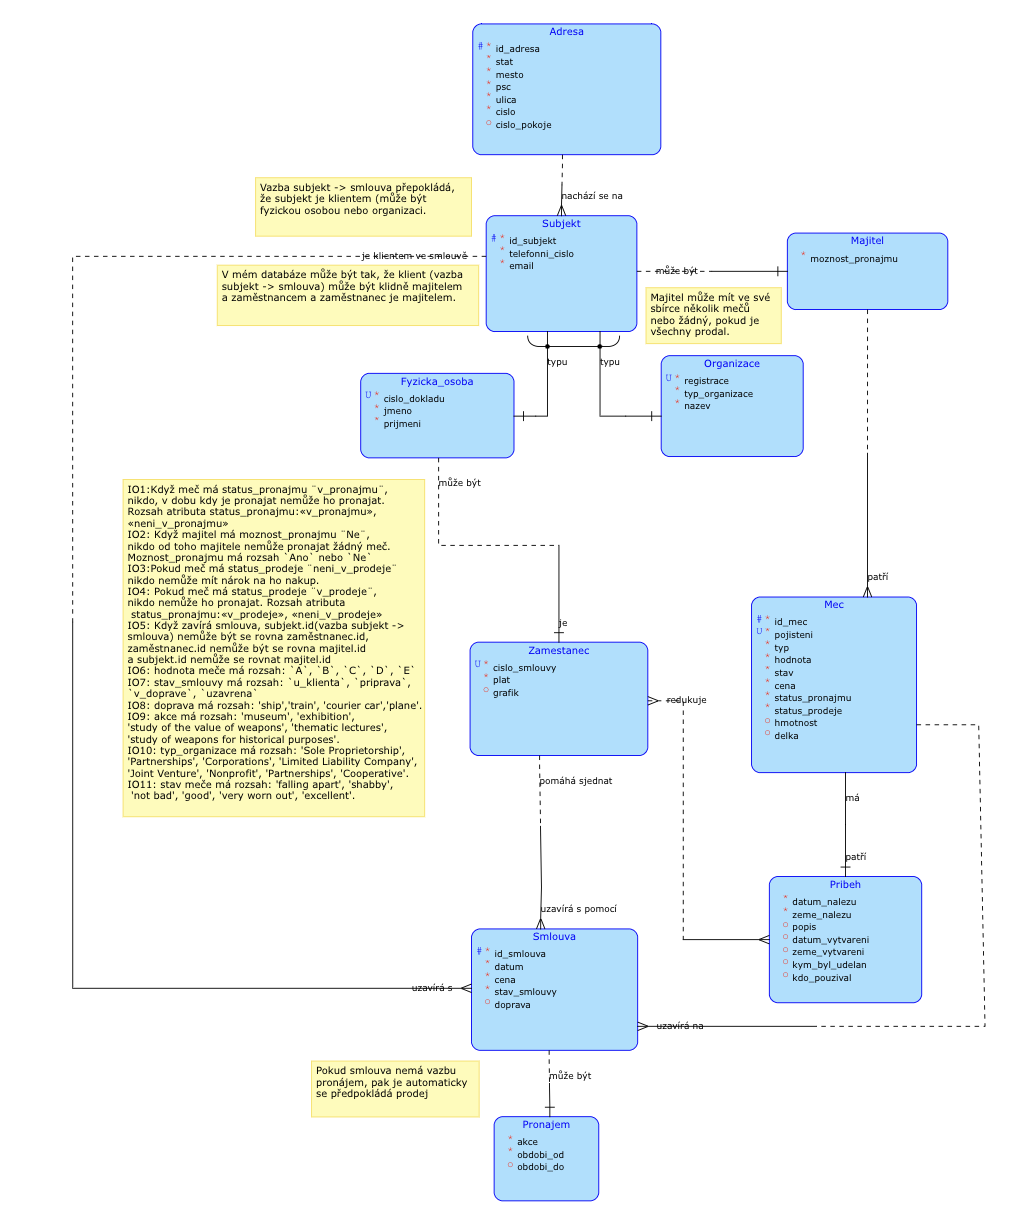 Adresa
# * id_adresa
* stat
* mesto
* psc
* ulica
* cislo
o cislo_pokoje
nachází se na
Vazba subjekt -> smlouva přepokládá,
že subjekt je klientem (může být
fyzickou osobou nebo organizaci.
Subjekt
# * id_subjekt
* telefonni_cislo
* email
je klientem ve smlouvě
V mém databáze může být tak, že klient (vazba
subjekt -> smlouva) může být klidně majitelem
a zaměstnancem a zaměstnanec je majitelem.
může být
Majitel
* moznost_pronajmu
Majitel může mít ve své
sbírce několik mečů
nebo žádný, pokud je
všechny prodal.
typu
typu
Fyzicka_osoba
U * cislo_dokladu
* jmeno
* prijmeni
Organizace
U * registrace
* typ_organizace
* nazev
může být
je
patří
IO1:Když meč má status_pronajmu ¨v_pronajmu¨,
nikdo, v dobu kdy je pronajat nemůže ho pronajat.
Rozsah atributa status_pronajmu:«v_pronajmu»,
«neni_v_pronajmu»
IO2: Když majitel má moznost_pronajmu ¨Ne¨,
nikdo od toho majitele nemůže pronajat žádný meč.
Moznost_pronajmu má rozsah `Ano` nebo `Ne`
IO3:Pokud meč má status_prodeje ¨neni_v_prodeje¨
nikdo nemůže mít nárok na ho nakup.
IO4: Pokud meč má status_prodeje ¨v_prodeje¨,
nikdo nemůže ho pronajat. Rozsah atributa
status_pronajmu:«v_prodeje», «neni_v_prodeje»
IO5: Když zavírá smlouva, subjekt.id(vazba subjekt ->
smlouva) nemůže být se rovna zaměstnanec.id,
zaměstnanec.id nemůže být se rovna majitel.id
a subjekt.id nemůže se rovnat majitel.id
IO6: hodnota meče má rozsah: `A`, `B`, `C`, `D`, `E`
IO7: stav_smlouvy má rozsah: `u_klienta`, `priprava`,
`v_doprave`, `uzavrena`
IO8: doprava má rozsah: 'ship','train', 'courier car','plane'.
IO9: akce má rozsah: 'museum', 'exhibition',
'study of the value of weapons', 'thematic lectures',
'study of weapons for historical purposes'.
IO10: typ_organizace má rozsah: 'Sole Proprietorship',
'Partnerships', 'Corporations', 'Limited Liability Company',
'Joint Venture', 'Nonprofit', 'Partnerships', 'Cooperative'.
IO11: stav meče má rozsah: 'falling apart', 'shabby',
'not bad', 'good', 'very worn out', 'excellent'.
Zamestanec
U * cislo_smlouvy
* plat
o grafik
redukuje
Mec
# * id_mec
U * pojisteni
* typ
* hodnota
* stav
* cena
* status_pronajmu
* status_prodeje
o hmotnost
o delka
pomáhá sjednat
má
patří
Pribeh
* datum_nalezu
* zeme_nalezu
o popis
o datum_vytvareni
o zeme_vytvareni
o kym_byl_udelan
o kdo_pouzival
uzavírá s pomocí
Smlouva
# * id_smlouva
* datum
* cena
* stav_smlouvy
o doprava
uzavírá s
uzavírá na
Pokud smlouva nemá vazbu
pronájem, pak je automaticky
se předpokládá prodej
může být
Pronajem
* akce
* obdobi_od
o obdobi_do